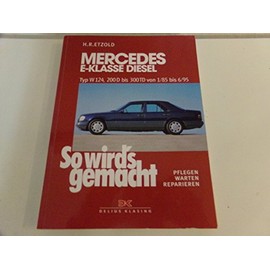 H.R.ETZOLD
MERCEDES
E-KLASSE DIESEL
Typ W 124, 200 D bis 300 TD von 1/85 bis 6/95
So wird's
gemacht
PFLEGEN
WARTEN
REPARIEREN
DELIUS KLASING